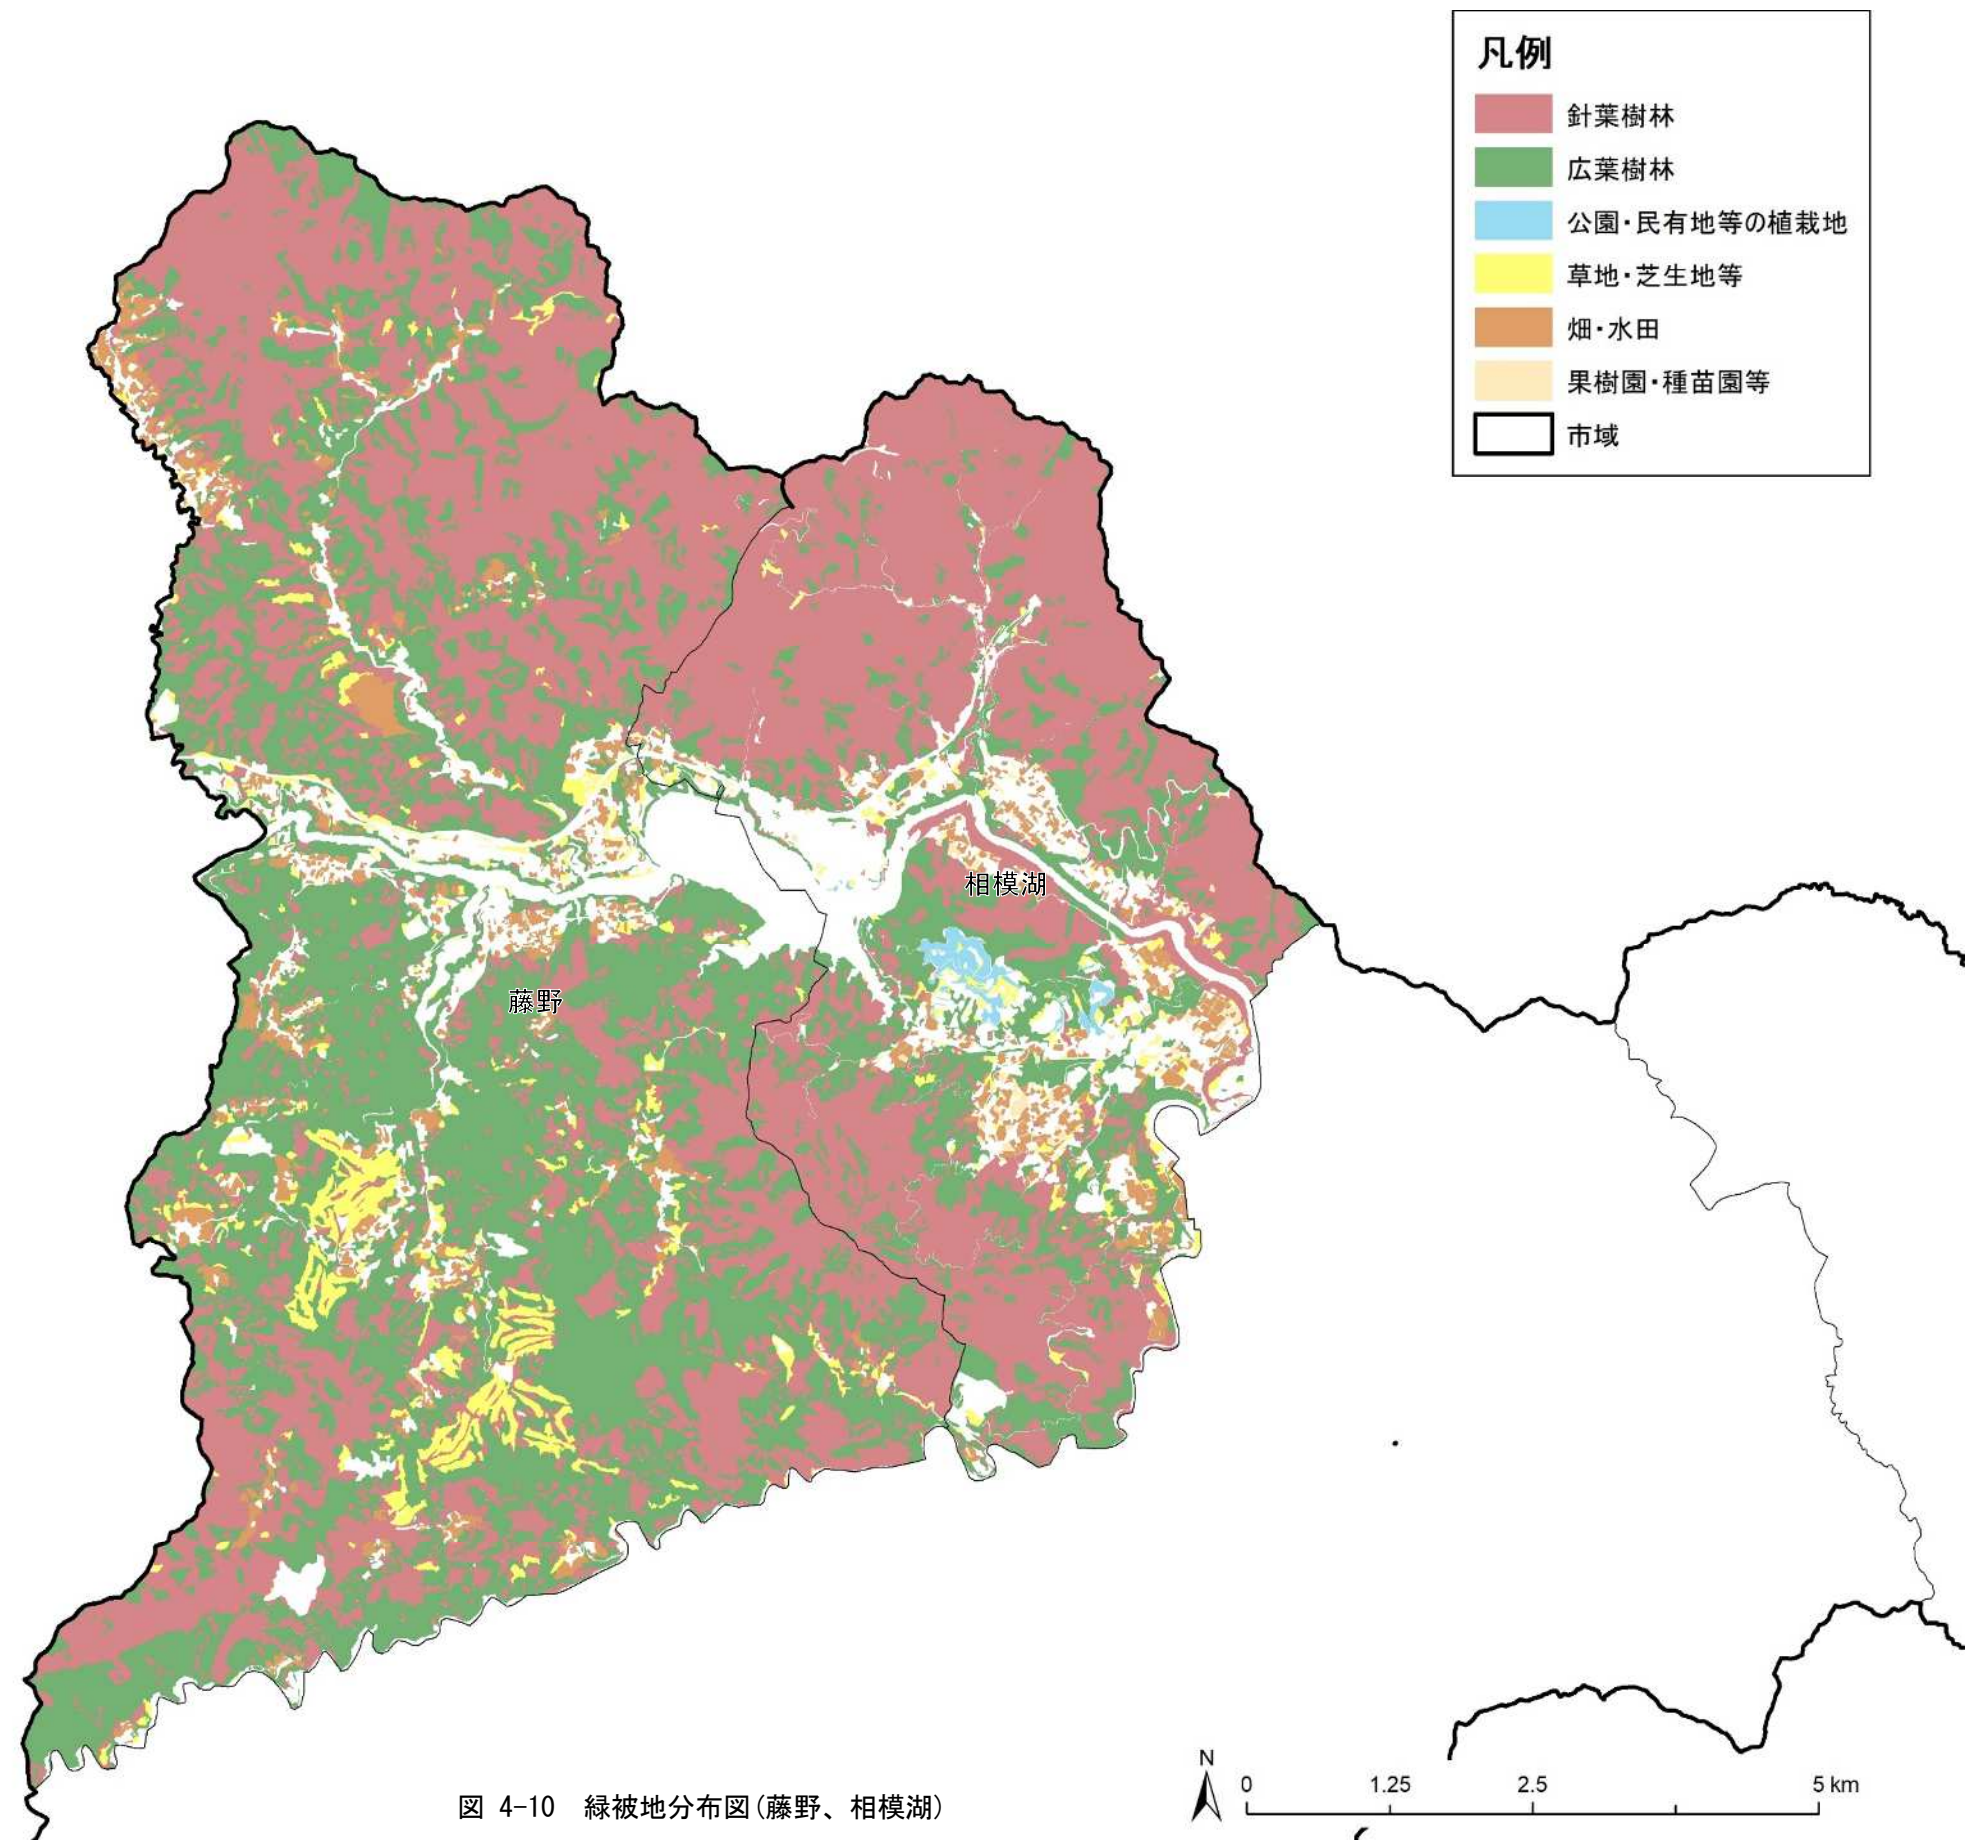 凡例
針葉樹林
広葉樹林
公園・民有地等の植栽地
草地・芝生地等
畑・水田
果樹園・種苗園等
市域
相模湖
藤野
N
0 1.25 2.5 5 km
図 4-10 緑被地分布図(藤野、相模湖)